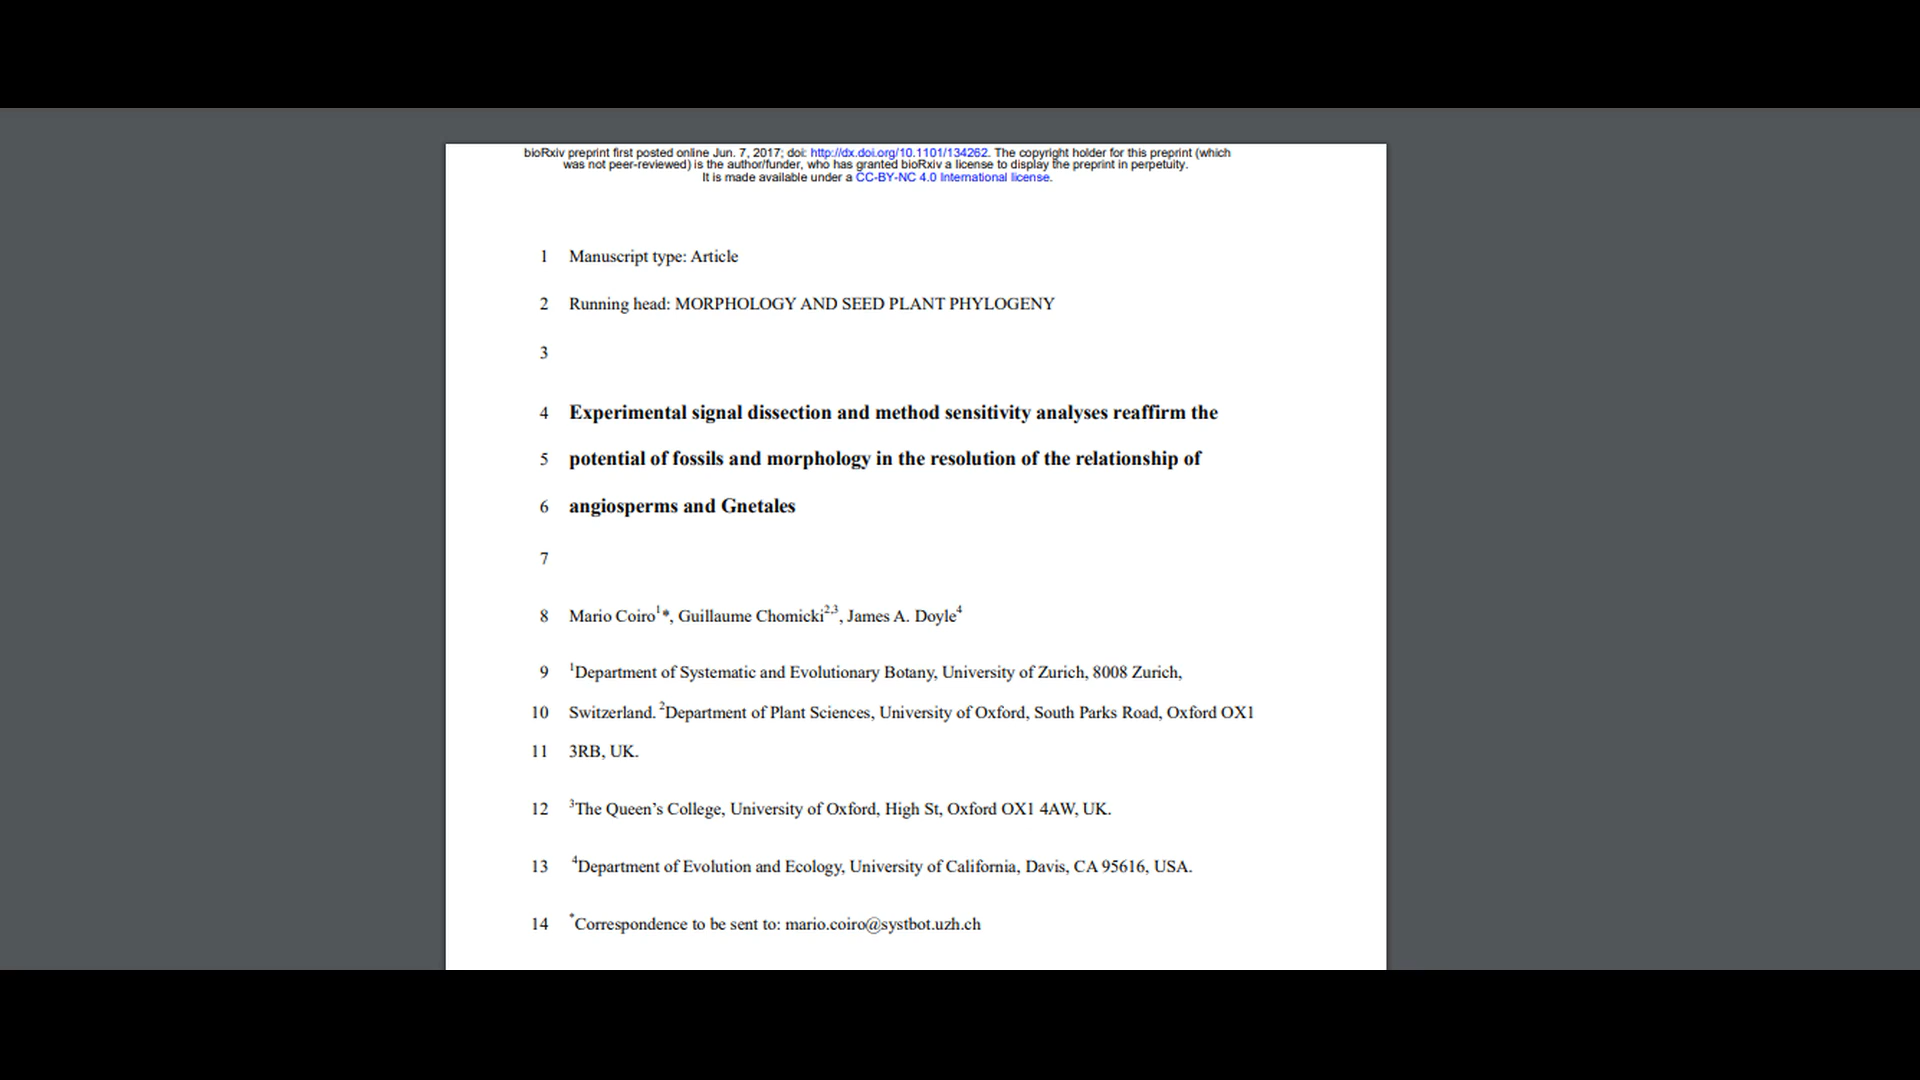 bioRxiv preprint first posted online Jun. 7, 2017; doi: http://dx.doi.org/10.1101/134262. The copyright holder for this preprint (which
was not peer-reviewed) is the author/funder, who has granted bioRxiv a license to display the preprint in perpetuity.
It is made available under a CC-BY-NC 4.0 International license.
1 Manuscript type: Article
2 Running head: MORPHOLOGY AND SEED PLANT PHYLOGENY
3
4 Experimental signal dissection and method sensitivity analyses reaffirm the
5 potential of fossils and morphology in the resolution of the relationship of
6 angiosperms and Gnetales
7
8 Mario Coiro1*, Guillaume Chomicki2,3, James A. Doyle4
9 1Department of Systematic and Evolutionary Botany, University of Zurich, 8008 Zurich,
10 Switzerland. 2Department of Plant Sciences, University of Oxford, South Parks Road, Oxford OX1
11 3RB, UK.
12 3The Queen’s College, University of Oxford, High St, Oxford OX1 4AW, UK.
13 4Department of Evolution and Ecology, University of California, Davis, CA 95616, USA.
14 *Correspondence to be sent to: mario.coiro@systbot.uzh.ch